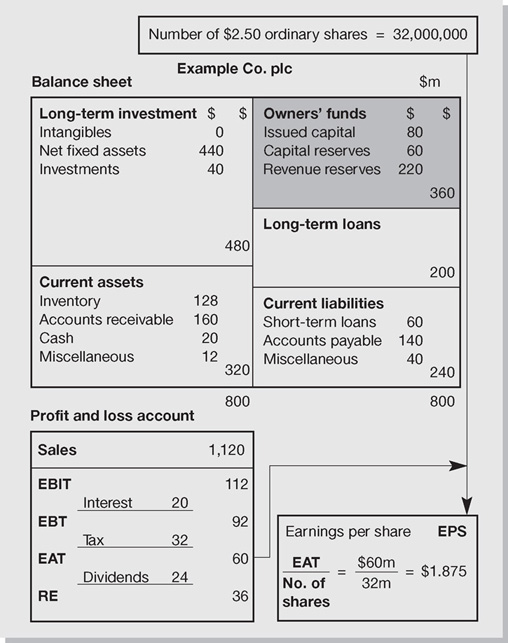 Number of $2.50 ordinary shares = 32,000,000
Example Co. plc
Balance sheet $m
Long-term investment $ $
Intangibles 0
Net fixed assets 440
Investments 40
480
Owners' funds $ $
Issued capital 80
Capital reserves 60
Revenue reserves 220
360
Long-term loans
200
Current assets
Inventory 128
Accounts receivable 160
Cash 20
Miscellaneous 12
320
Current liabilities
Short-term loans 60
Accounts payable 140
Miscellaneous 40
240
800 800
Profit and loss account
Sales 1,120
EBIT 112
Interest 20
EBT 92
Tax 32
EAT 60
Dividends 24
RE 36
Earnings per share EPS
EAT / No. of shares = $60m / 32m = $1.875